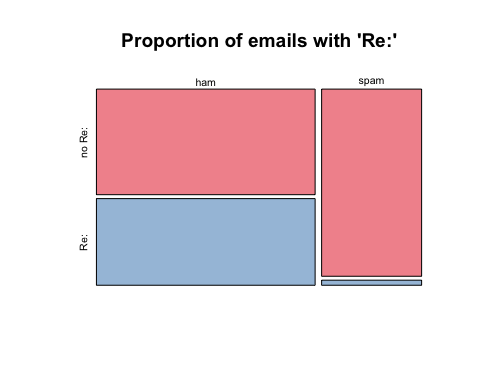 Proportion of emails with 'Re:'
ham
spam
no Re:
Re: